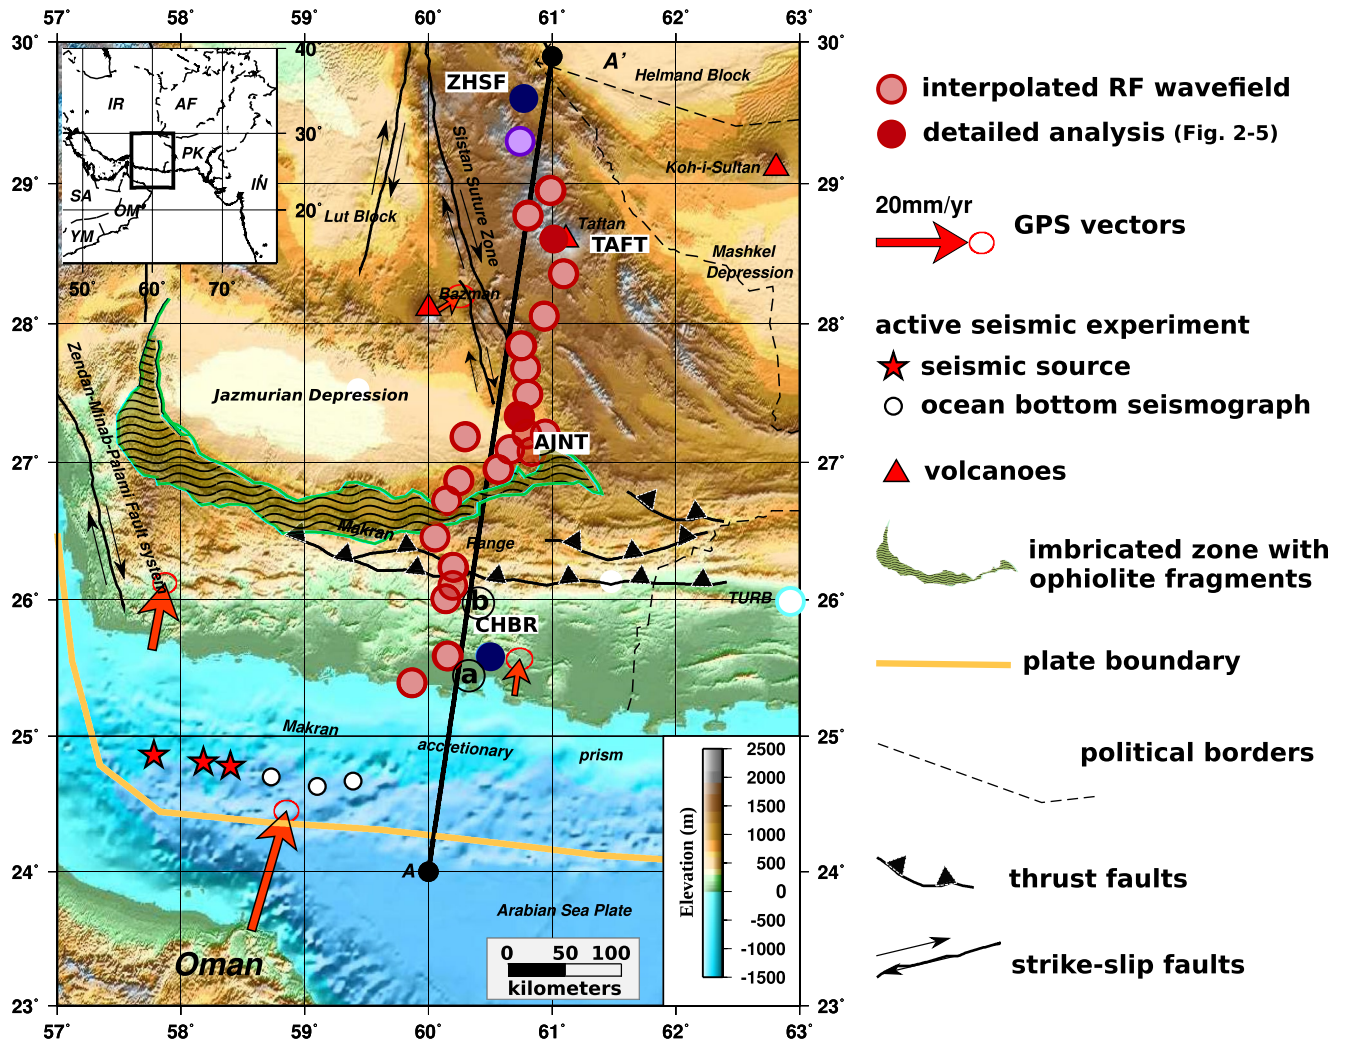 57° 58° 59° 60° 61° 62° 63°
30° 30°
40°
30°
20°
50° 60° 70°
IR AF
PK
SA IN
OM
YM
ZHSF
A'
Helmand Block
Koh-i-Sultan
29° 29°
Sistan Suture Zone
Lut Block
Taftan
TAFT
Mashkel
Depression
Bazman
28° 28°
Zendan-Minab-Palami Fault system
Jazmurian Depression
AJNT
27° 27°
Makran
Range
26° 26°
b
TURB
CHBR
a
25° 25°
Makran
accretionary
prism
24° 24°
A
Arabian Sea Plate
Oman
0 50 100
kilometers
Elevation (m)
2500
2000
1500
1000
500
0
-500
-1000
-1500
23° 23°
57° 58° 59° 60° 61° 62° 63°
interpolated RF wavefield
detailed analysis (Fig. 2-5)
20mm/yr
GPS vectors
active seismic experiment
seismic source
ocean bottom seismograph
volcanoes
imbricated zone with
ophiolite fragments
plate boundary
political borders
thrust faults
strike-slip faults